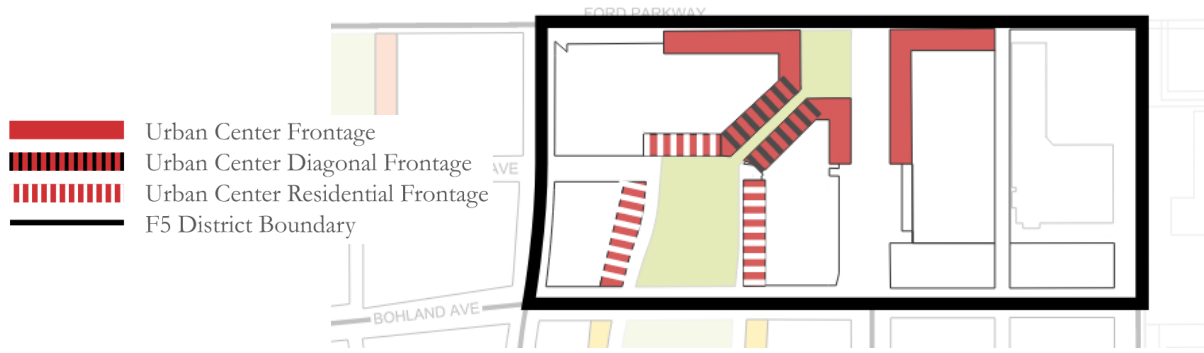 FORD PARKWAY
Urban Center Frontage
Urban Center Diagonal Frontage
AVE
Urban Center Residential Frontage
F5 District Boundary
BOHLAND AVE